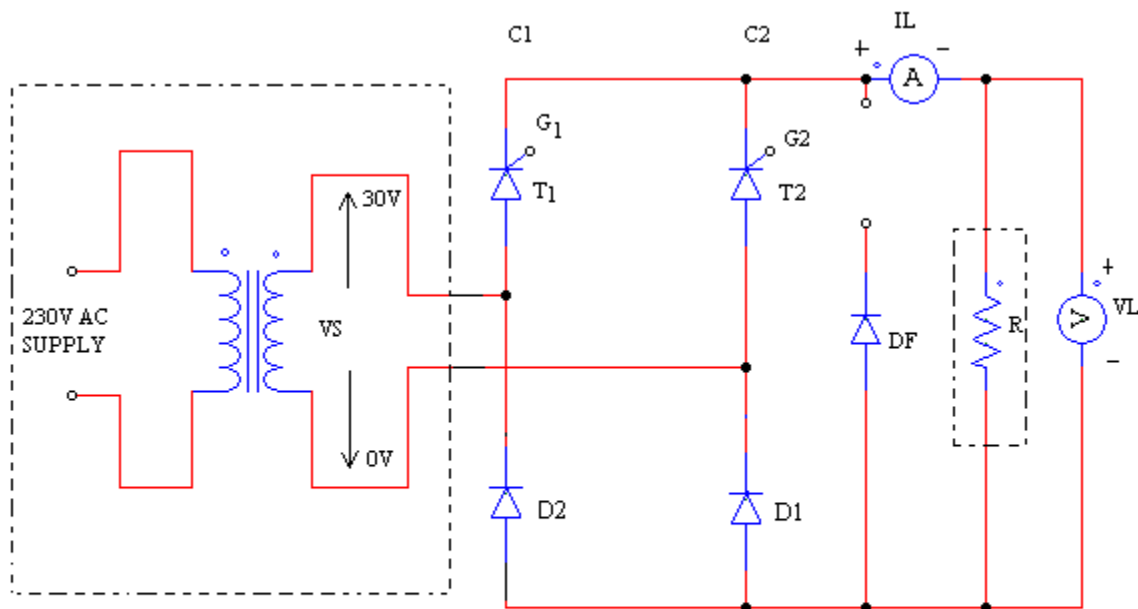 C1
C2
IL
+
-
A
G1
G2
T1
T2
30V
230V AC
SUPPLY
VS
0V
DF
R
+
V
VL
-
D2
D1